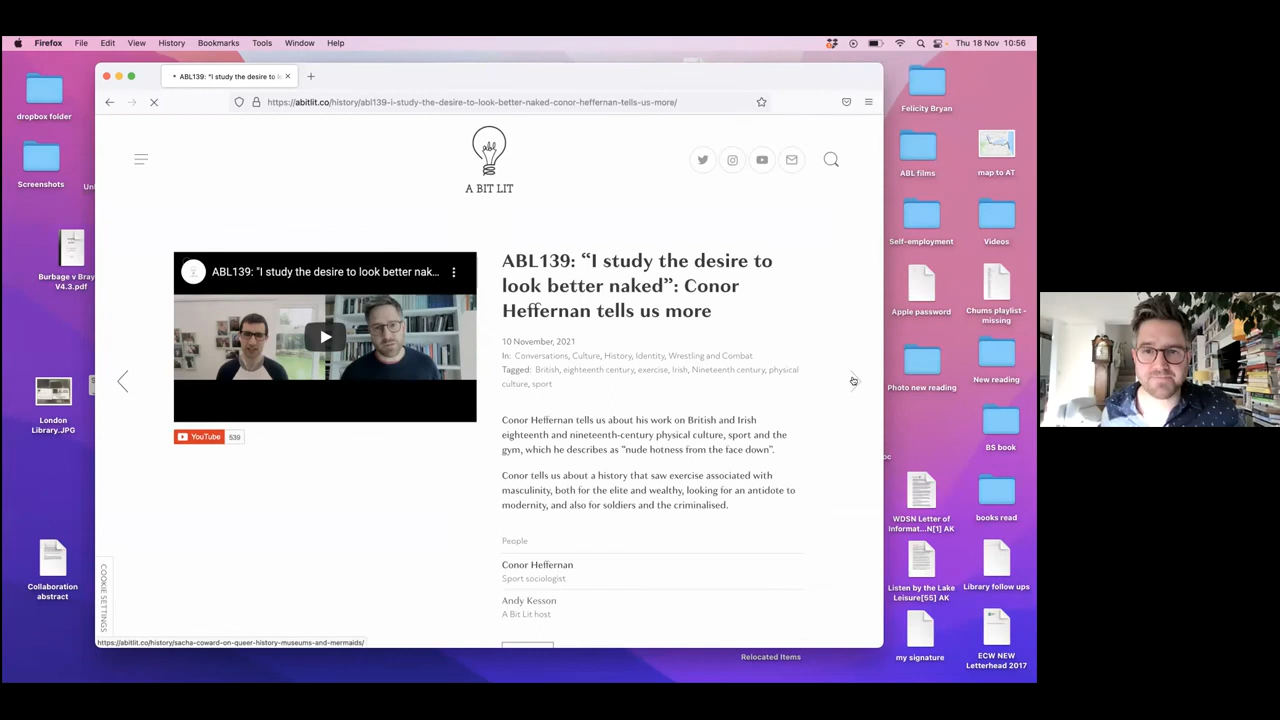 Firefox File Edit View History Bookmarks Tools Window Help
Thu 18 Nov 10:56
ABL139: "I study the desire to
https://abitlit.co/history/abl139-i-study-the-desire-to-look-better-naked-conor-heffernan-tells-us-more/
abl
A BIT LIT
ABL139: "I study the desire to look better nak...
YouTube 539
ABL139: “I study the desire to
look better naked”: Conor
Heffernan tells us more
10 November, 2021
In: Conversations, Culture, History, Identity, Wrestling and Combat
Tagged: British, eighteenth century, exercise, Irish, Nineteenth century, physical
culture, sport
Conor Heffernan tells us about his work on British and Irish
eighteenth and nineteenth-century physical culture, sport and the
gym, which he describes as “nude hotness from the face down”.
Conor tells us about a history that saw exercise associated with
masculinity, both for the elite and wealthy, looking for an antidote to
modernity, and also for soldiers and the criminalised.
People
Conor Heffernan
Sport sociologist
Andy Kesson
A Bit Lit host
COOKIE SETTINGS
https://abitlit.co/history/sacha-coward-on-queer-history-museums-and-mermaids/
dropbox folder
Screenshots
Burbage v Bray
V4.3.pdf
London
Library.JPG
Collaboration
abstract
Felicity Bryan
ABL films
map to AT
Self-employment
Videos
Apple password
Chums playlist -
missing
Photo new reading
New reading
BS book
WDSN Letter of
Informat...N[1] AK
books read
Listen by the Lake
Leisure[55] AK
Library follow ups
my signature
ECW NEW
Letterhead 2017
Relocated Items